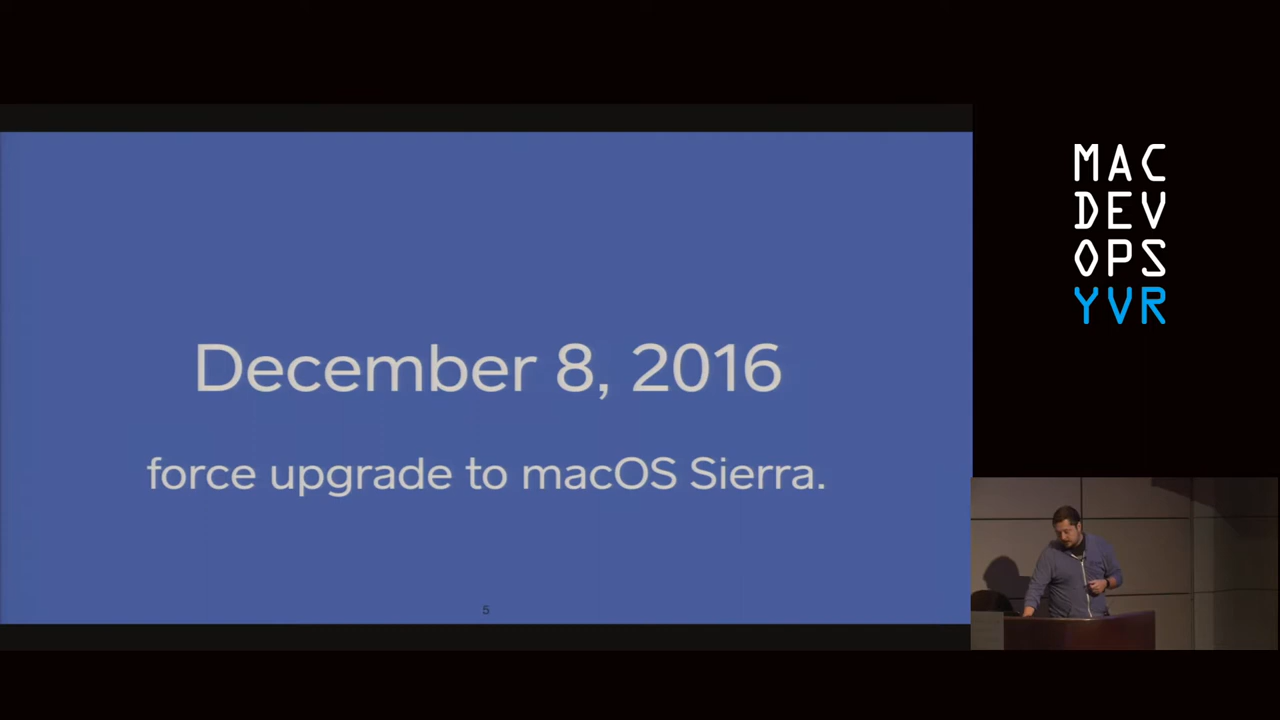 December 8, 2016
force upgrade to macOS Sierra.
5
MAC
DEV
OPS
YVR